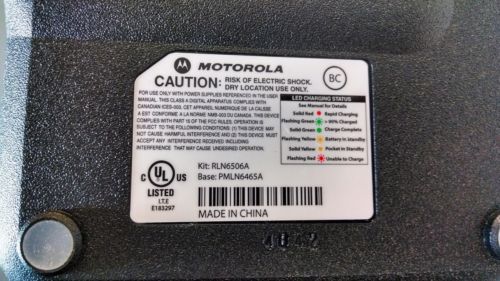 MOTOROLA
BC
CAUTION: RISK OF ELECTRIC SHOCK.
DRY LOCATION USE ONLY.
FOR USE ONLY WITH POWER SUPPLIES REFERENCED IN THE USER
MANUAL. THIS CLASS A DIGITAL APPARATUS COMPLIES WITH
CANADIAN ICES-003. CET APPAREIL NUMERIQUE DE LA CLASSE
A EST CONFORME A LA NORME NMB-003 DU CANADA. THIS DEVICE
COMPLIES WITH PART 15 OF THE FCC RULES. OPERATION IS
SUBJECT TO THE FOLLOWING CONDITIONS: (1) THIS DEVICE MAY
NOT CAUSE HARMFUL INTERFERENCE AND (2) THIS DEVICE MUST
ACCEPT ANY INTERFERENCE RECEIVED INCLUDING
INTERFERENCE THAT MAY CAUSE UNDESIRED OPERATION.
LED CHARGING STATUS
See Manual for Details
Solid Red Rapid Charging
Flashing Green > 90% Charged
Solid Green Charge Complete
Flashing Yellow Battery in Standby
Solid Yellow Pocket in Standby
Flashing Red Unable to Charge
C UL US
LISTED
I.T.E
E183297
Kit: RLN6506A
Base: PMLN6465A
MADE IN CHINA